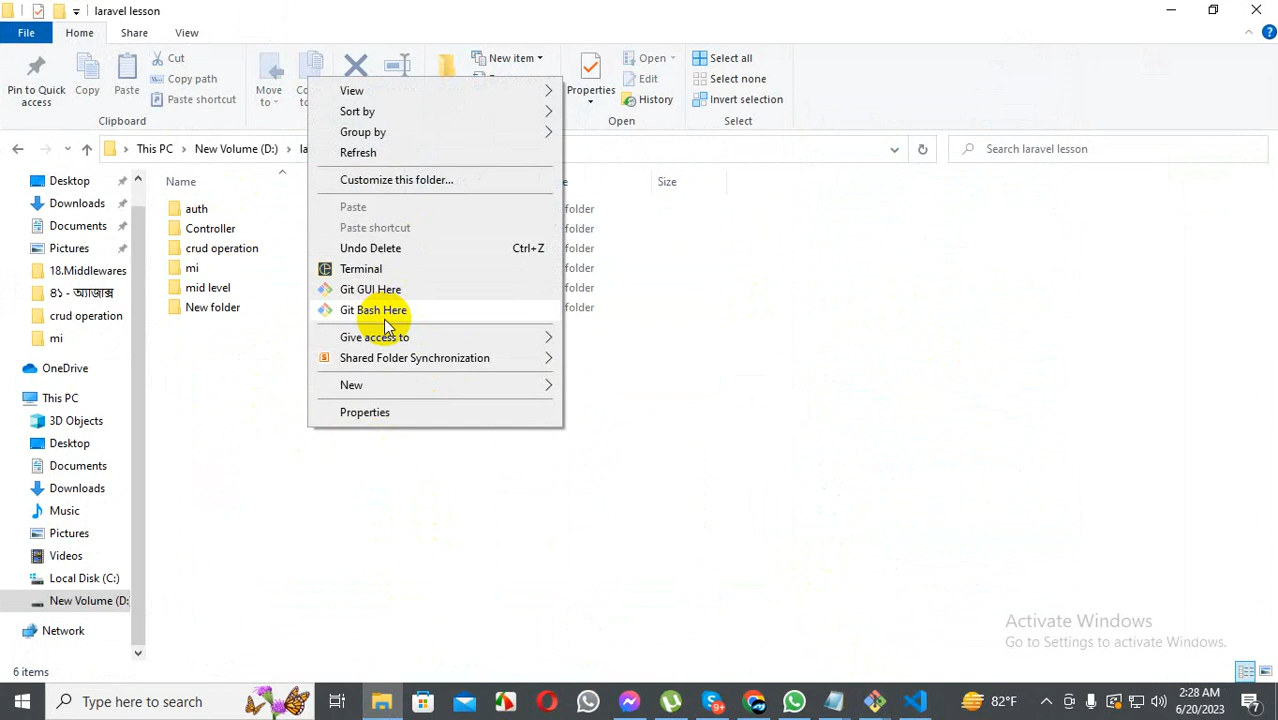 laravel lesson
File
Home
Share
View
Pin to Quick access
Copy
Paste
Cut
Copy path
Paste shortcut
Clipboard
Move to
New item
Properties
Open
Edit
History
Open
Select all
Select none
Invert selection
Select
This PC
New Volume (D:)
Search laravel lesson
Desktop
Downloads
Documents
Pictures
18.Middlewares
৪১ - অ্যাজাক্স
crud operation
mi
OneDrive
This PC
3D Objects
Desktop
Documents
Downloads
Music
Pictures
Videos
Local Disk (C:)
New Volume (D:
Network
Name
Size
auth
folder
Controller
folder
crud operation
folder
mi
folder
mid level
folder
New folder
folder
View
Sort by
Group by
Refresh
Customize this folder...
Paste
Paste shortcut
Undo Delete Ctrl+Z
Terminal
Git GUI Here
Git Bash Here
Give access to
Shared Folder Synchronization
New
Properties
Activate Windows
Go to Settings to activate Windows.
6 items
Type here to search
9+
82°F
2:28 AM
6/20/2023
7